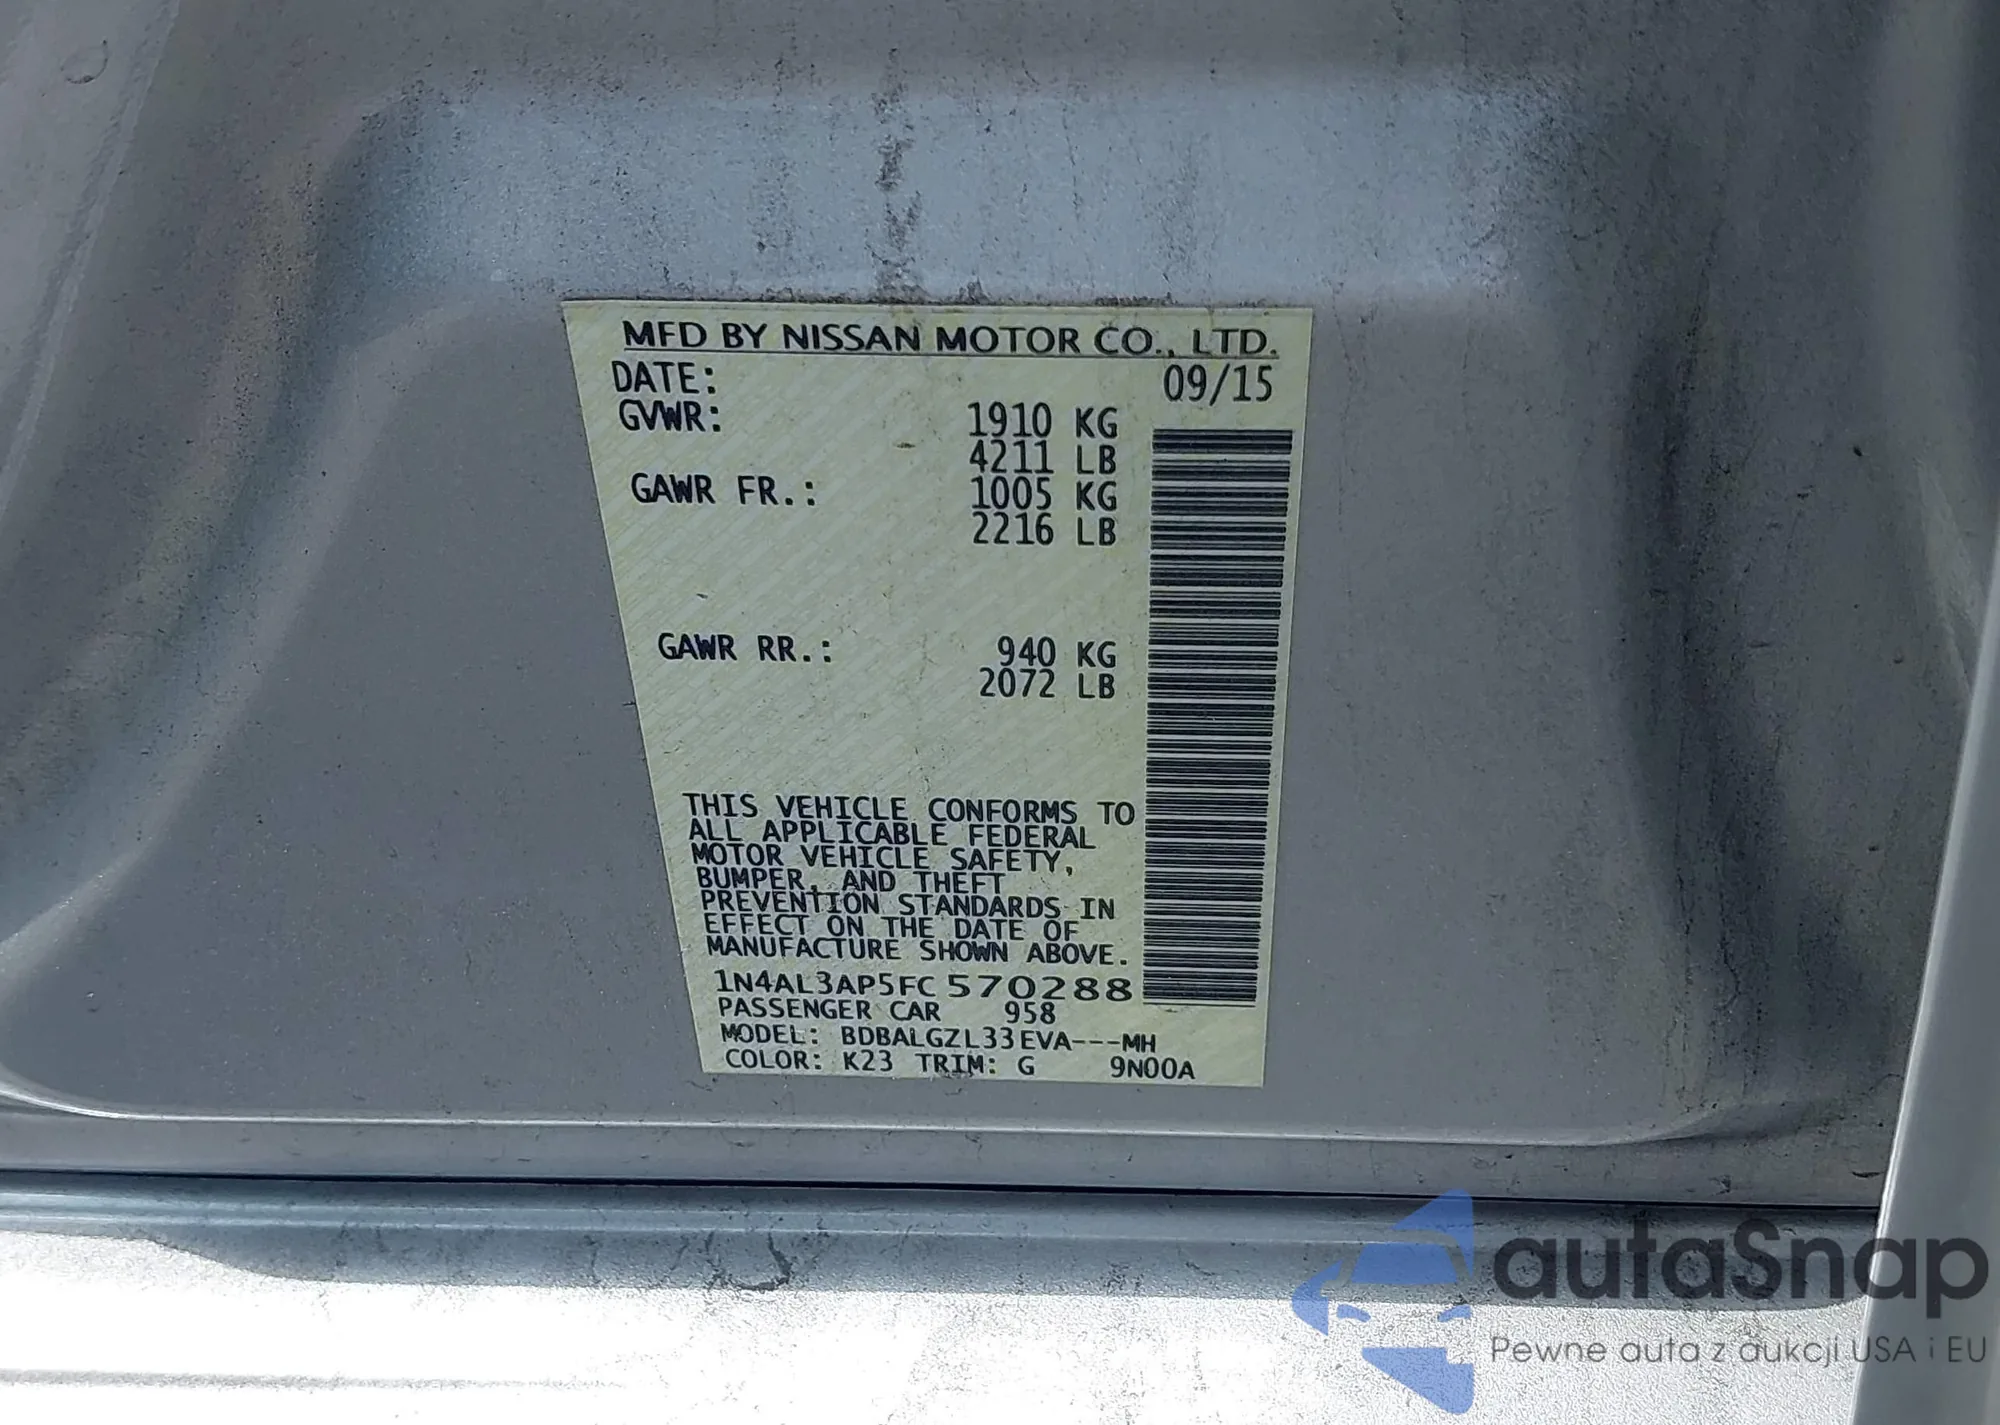 MFD BY NISSAN MOTOR CO., LTD.
DATE: 09/15
GVWR: 1910 KG
4211 LB
GAWR FR.: 1005 KG
2216 LB
GAWR RR.: 940 KG
2072 LB
THIS VEHICLE CONFORMS TO
ALL APPLICABLE FEDERAL
MOTOR VEHICLE SAFETY,
BUMPER, AND THEFT
PREVENTION STANDARDS IN
EFFECT ON THE DATE OF
MANUFACTURE SHOWN ABOVE.
1N4AL3AP5FC570288
PASSENGER CAR 958
MODEL: BDBALGZL33EVA---MH
COLOR: K23 TRIM: G 9N00A
autaSnap
Pewne auta z aukcji USA i EU